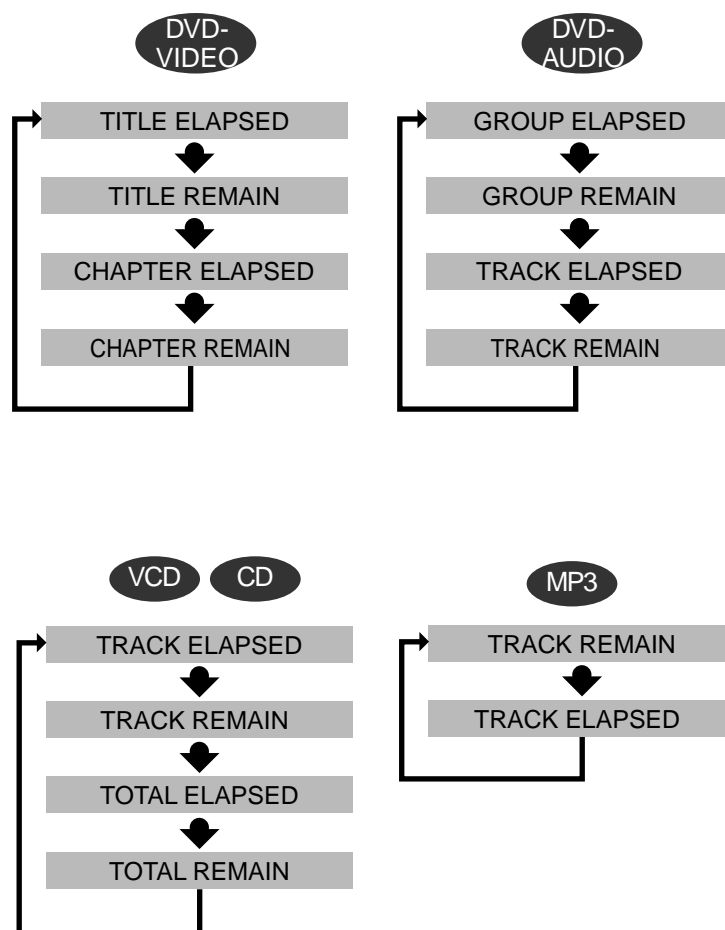 DVD-
VIDEO
TITLE ELAPSED
TITLE REMAIN
CHAPTER ELAPSED
CHAPTER REMAIN
DVD-
AUDIO
GROUP ELAPSED
GROUP REMAIN
TRACK ELAPSED
TRACK REMAIN
VCD CD
TRACK ELAPSED
TRACK REMAIN
TOTAL ELAPSED
TOTAL REMAIN
MP3
TRACK REMAIN
TRACK ELAPSED